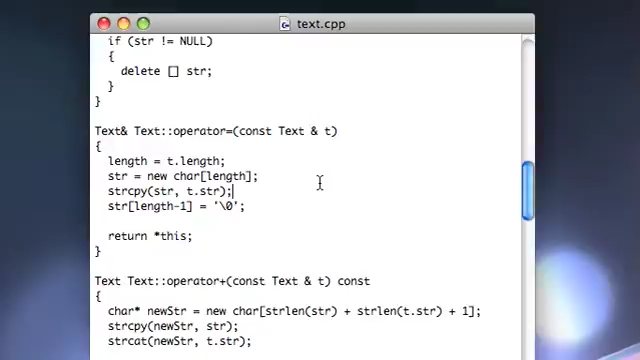 text.cpp
if (str != NULL)
{
delete [] str;
}
}
Text& Text::operator=(const Text & t)
{
length = t.length;
str = new char[length];
strcpy(str, t.str);
str[length-1] = '\0';
return *this;
}
Text Text::operator+(const Text & t) const
{
char* newStr = new char[strlen(str) + strlen(t.str) + 1];
strcpy(newStr, str);
strcat(newStr, t.str);